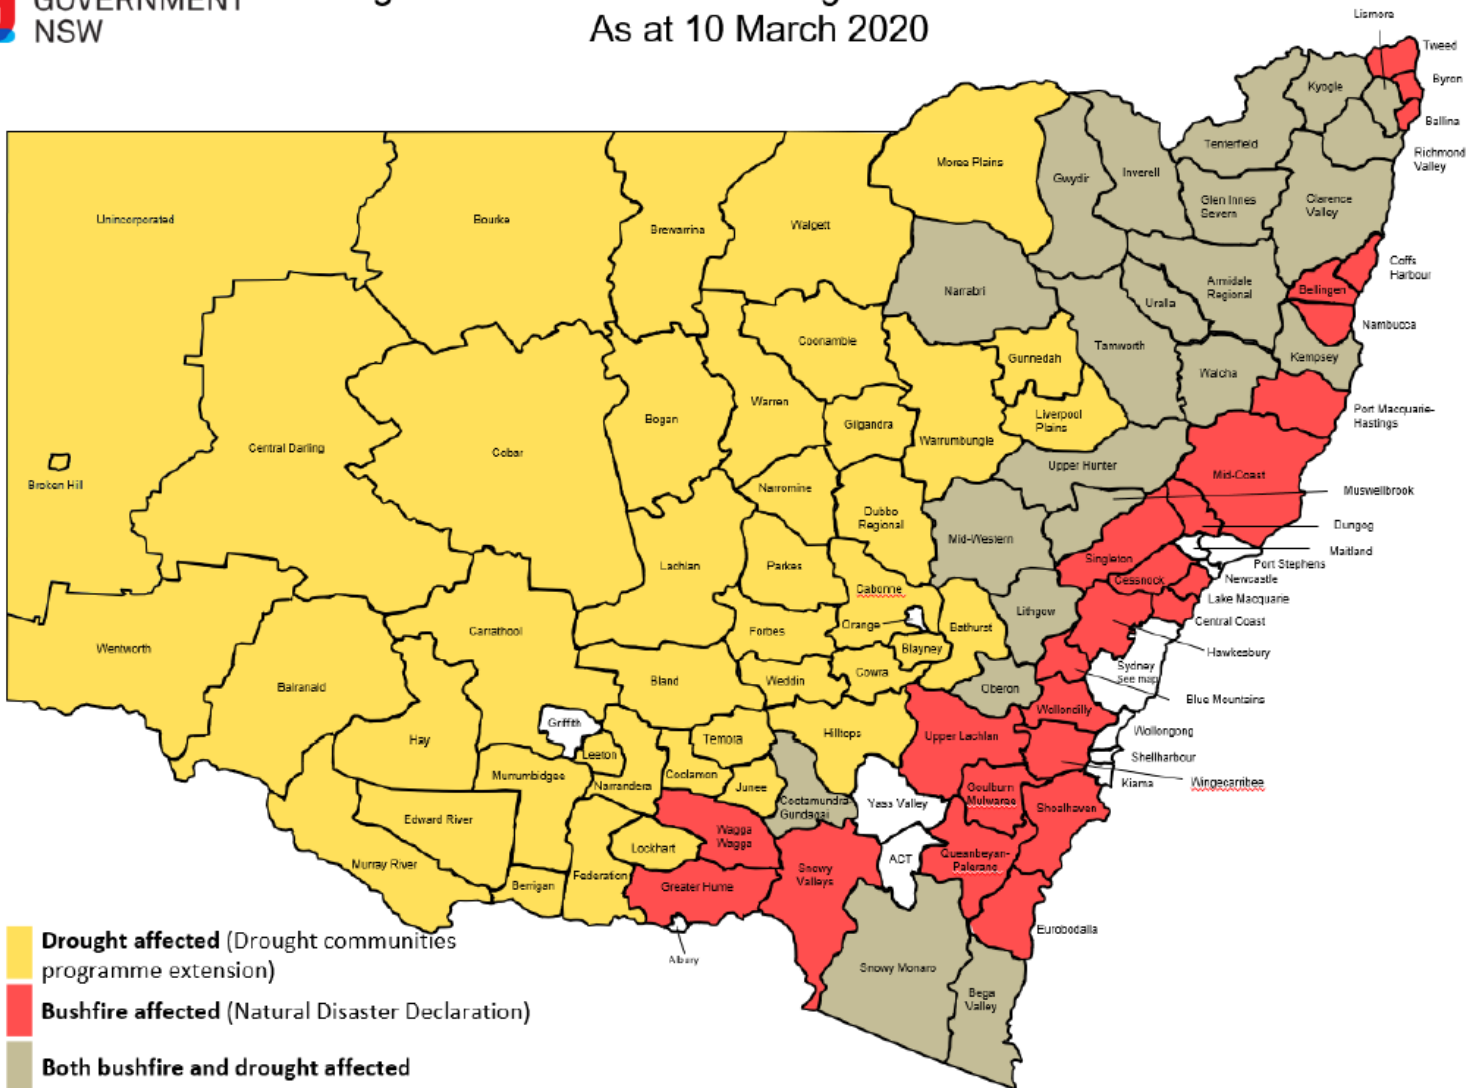 GOVERNMENT
NSW
As at 10 March 2020
Lismore
Tweed
Byron
Ballina
Richmond
Valley
Kyogle
Tenterfield
Moree Plains
Gwydir
Inverell
Glen Innes
Severn
Clarence
Valley
Unincorporated
Bourke
Brewarrina
Walgett
Coffs
Harbour
Bellingen
Armidale
Regional
Uralla
Narrabri
Nambucca
Coonamble
Gunnedah
Tamworth
Walcha
Kempsey
Warren
Bogan
Gilgandra
Liverpool
Plains
Warrumbungle
Port Macquarie-
Hastings
Central Darling
Cobar
Upper Hunter
Mid-Coast
Broken Hill
Narromine
Muswellbrook
Dubbo
Regional
Dungog
Mid-Western
Maitland
Singleton
Port Stephens
Lachlan
Parkes
Cessnock
Newcastle
Cabonne
Lake Macquarie
Lithgow
Central Coast
Carrathool
Forbes
Orange
Bathurst
Wentworth
Blayney
Hawkesbury
Sydney
See map
Balranald
Bland
Weddin
Cowra
Oberon
Blue Mountains
Wollondilly
Griffith
Hay
Temora
Hilltops
Upper Lachlan
Wollongong
Leeton
Shellharbour
Murrumbidgee
Coolamon
Narrandera
Junee
Kiama
Wingecarribee
Goulburn
Mulwaree
Cootamundra-
Gundagai
Yass Valley
Shoalhaven
Edward River
Wagga
Wagga
Lockhart
Murray River
ACT
Queanbeyan-
Palerang
Federation
Berrigan
Greater Hume
Snowy
Valleys
Eurobodalla
Albury
Snowy Monaro
Bega
Valley
Drought affected (Drought communities
programme extension)
Bushfire affected (Natural Disaster Declaration)
Both bushfire and drought affected